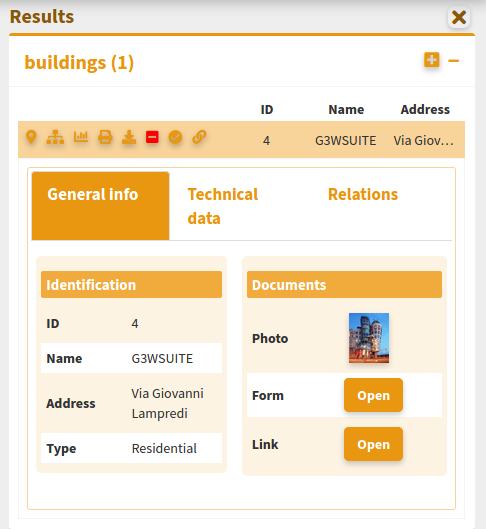 Results
buildings (1)
ID Name Address
4 G3WSUITE Via Giov…
General info Technical data Relations
Identification
ID 4
Name G3WSUITE
Address Via Giovanni Lampredi
Type Residential
Documents
Photo
Form Open
Link Open